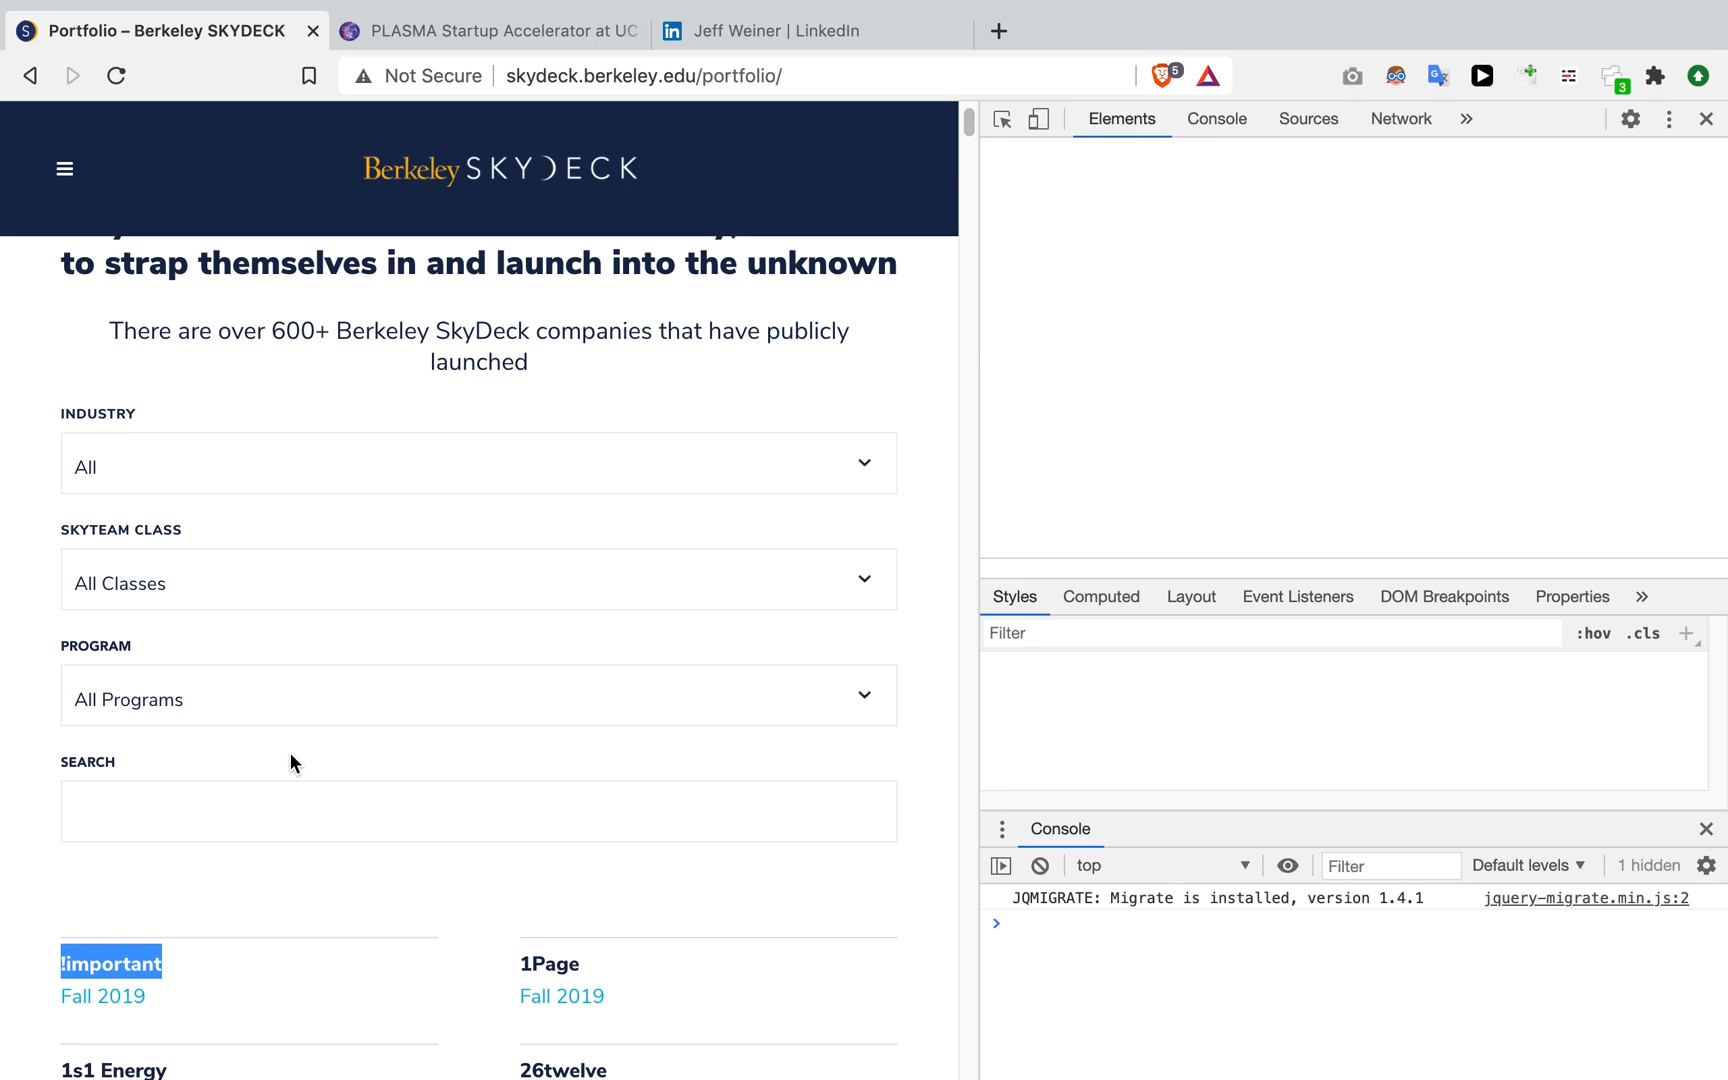 Portfolio – Berkeley SKYDECK
PLASMA Startup Accelerator at UC
Jeff Weiner | LinkedIn
Not Secure
skydeck.berkeley.edu/portfolio/
5
3
Berkeley SKYDECK
to strap themselves in and launch into the unknown
There are over 600+ Berkeley SkyDeck companies that have publicly
launched
INDUSTRY
All
SKYTEAM CLASS
All Classes
PROGRAM
All Programs
SEARCH
!important
Fall 2019
1Page
Fall 2019
1s1 Energy
26twelve
Elements
Console
Sources
Network
Styles
Computed
Layout
Event Listeners
DOM Breakpoints
Properties
Filter
:hov
.cls
Console
top
Filter
Default levels
1 hidden
JQMIGRATE: Migrate is installed, version 1.4.1
jquery-migrate.min.js:2